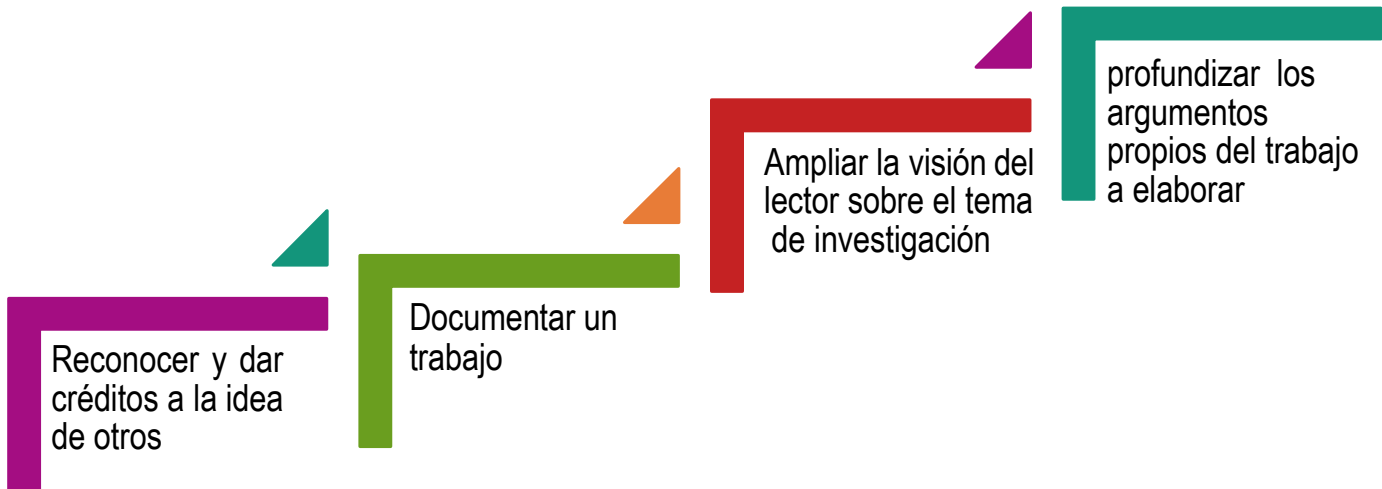 Reconocer y dar
créditos a la idea
de otros
Documentar un
trabajo
Ampliar la visión del
lector sobre el tema
de investigación
profundizar los
argumentos
propios del trabajo
a elaborar